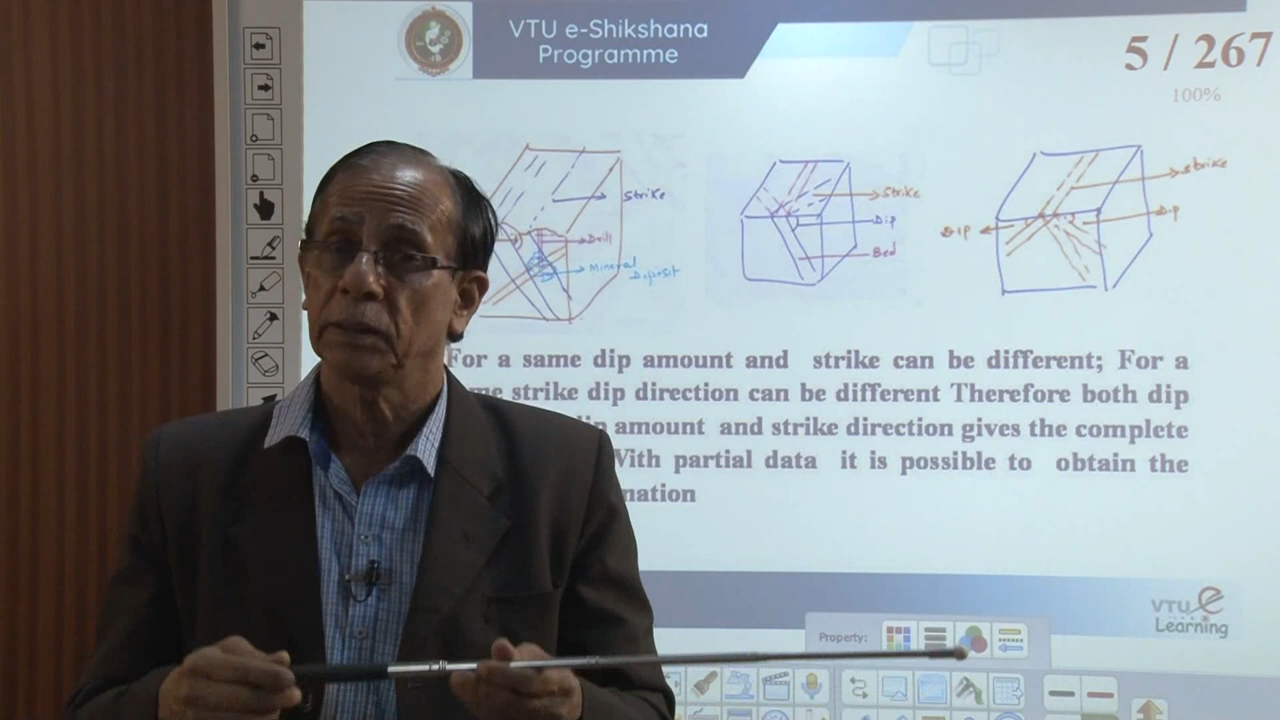 VTU e-Shikshana
Programme
5 / 267
100%
Strike
Drill
Mineral
Diposit
Strike
Dip
Bed
Strike
Dip
Dip
For a same dip amount and strike can be different; For a
strike dip direction can be different Therefore both dip
amount and strike direction gives the complete
With partial data it is possible to obtain the
VTU
Learning
Property: